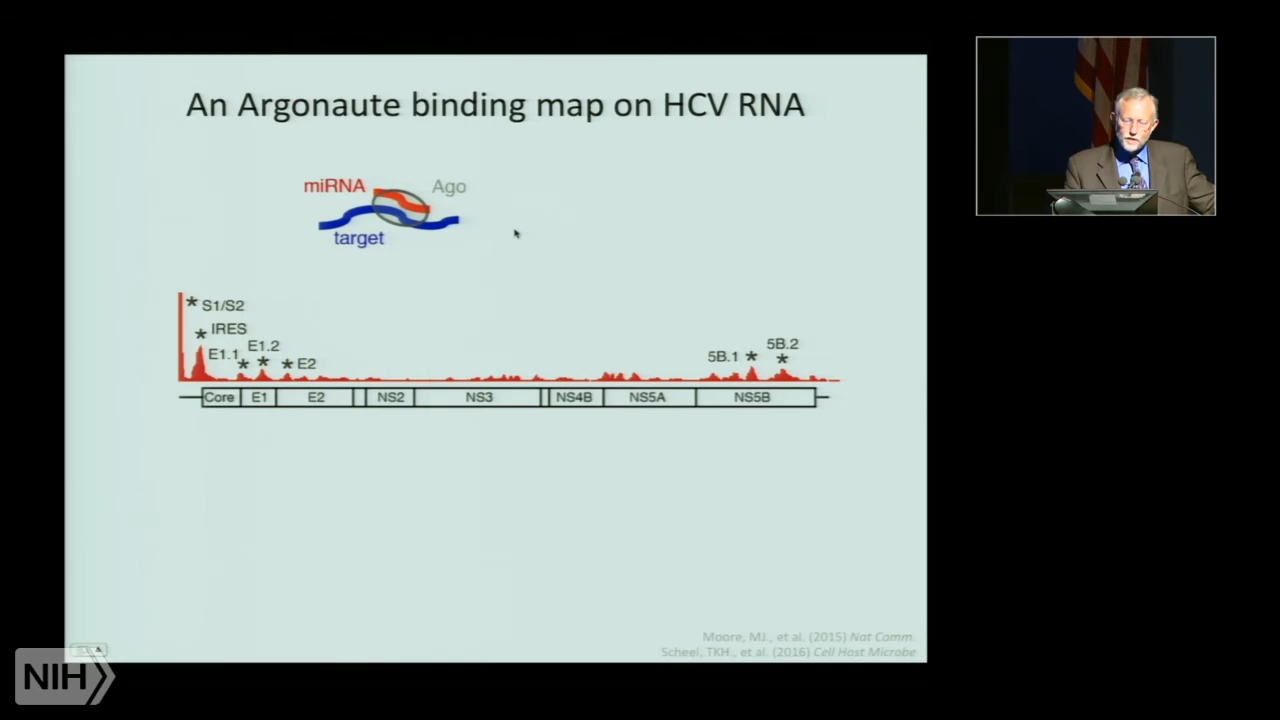 An Argonaute binding map on HCV RNA
miRNA
Ago
target
* S1/S2
* IRES
E1.1 * E1.2 * * E2
5B.1 * 5B.2 *
Core E1 E2 NS2 NS3 NS4B NS5A NS5B
Moore, MJ., et al. (2015) Nat Comm.
Scheel, TKH., et al. (2016) Cell Host Microbe
NIH